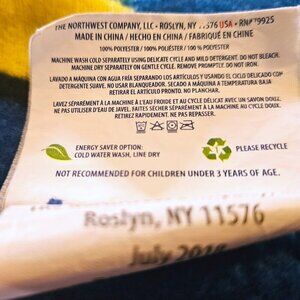 THE NORTHWEST COMPANY, LLC • ROSLYN, NY 11576 USA • RN#79925
MADE IN CHINA / HECHO EN CHINA / FABRIQUÉ EN CHINE
100% POLYESTER / 100% POLIÉSTER / 100 % POLYESTER
MACHINE WASH COLD SEPARATELY USING DELICATE CYCLE AND MILD DETERGENT. DO NOT BLEACH.
MACHINE DRY SEPARATELY ON GENTLE CYCLE. REMOVE PROMPTLY. DO NOT IRON.
LAVADO A MÁQUINA CON AGUA FRÍA SEPARANDO LOS ARTÍCULOS Y USANDO EL CICLO DELICADO CON
DETERGENTE SUAVE. NO USAR BLANQUEADOR. SECADO A MÁQUINA A TEMPERATURA BAJA
RETIRAR EL ARTÍCULO PRONTO. NO PLANCHAR.
LAVEZ SÉPARÉMENT À LA MACHINE À L'EAU FROIDE ET AU CYCLE DÉLICAT AVEC UN SAVON DOUX.
NE PAS UTILISER D'EAU DE JAVEL. FAITES SÉCHER SÉPARÉMENT À LA MACHINE AU CYCLE DOUX.
RETIREZ RAPIDEMENT. NE PAS REPASSER.
ENERGY SAVER OPTION:
COLD WATER WASH, LINE DRY
PLEASE RECYCLE
NOT RECOMMENDED FOR CHILDREN UNDER 3 YEARS OF AGE.
Roslyn, NY 11576
July